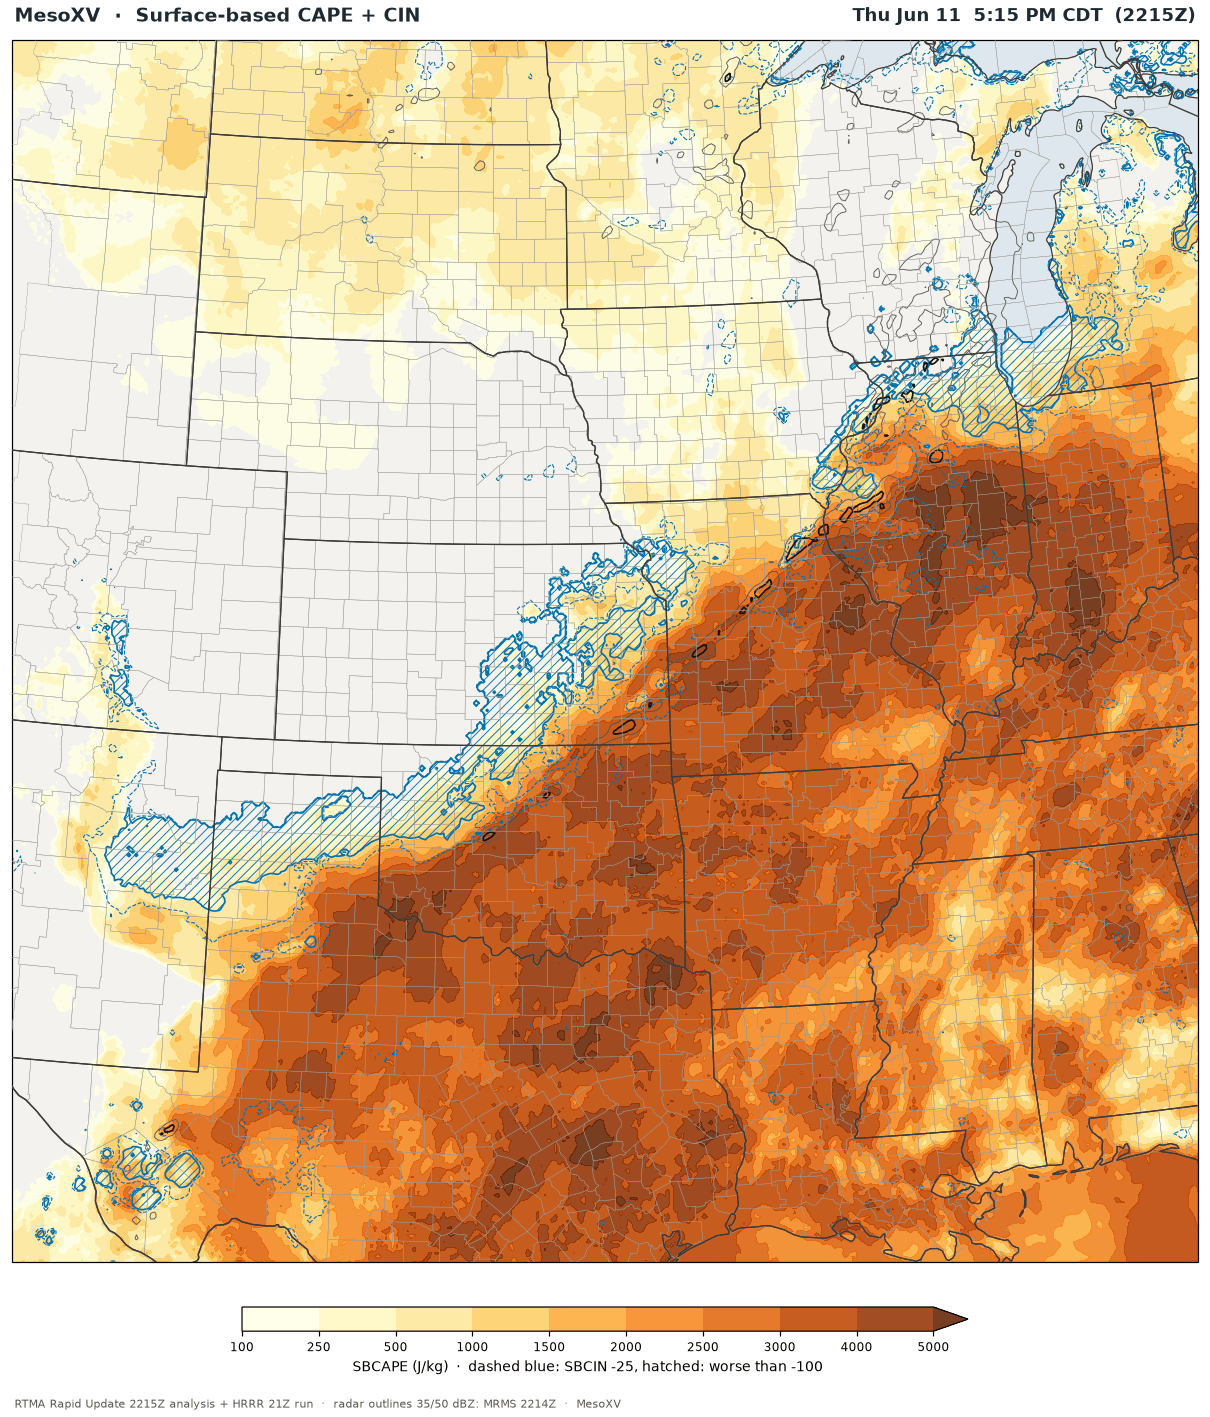 MesoXV · Surface-based CAPE + CIN
Thu Jun 11 5:15 PM CDT (2215Z)
100 250 500 1000 1500 2000 2500 3000 4000 5000
SBCAPE (J/kg) · dashed blue: SBCIN -25, hatched: worse than -100
RTMA Rapid Update 2215Z analysis + HRRR 21Z run · radar outlines 35/50 dBZ: MRMS 2214Z · MesoXV